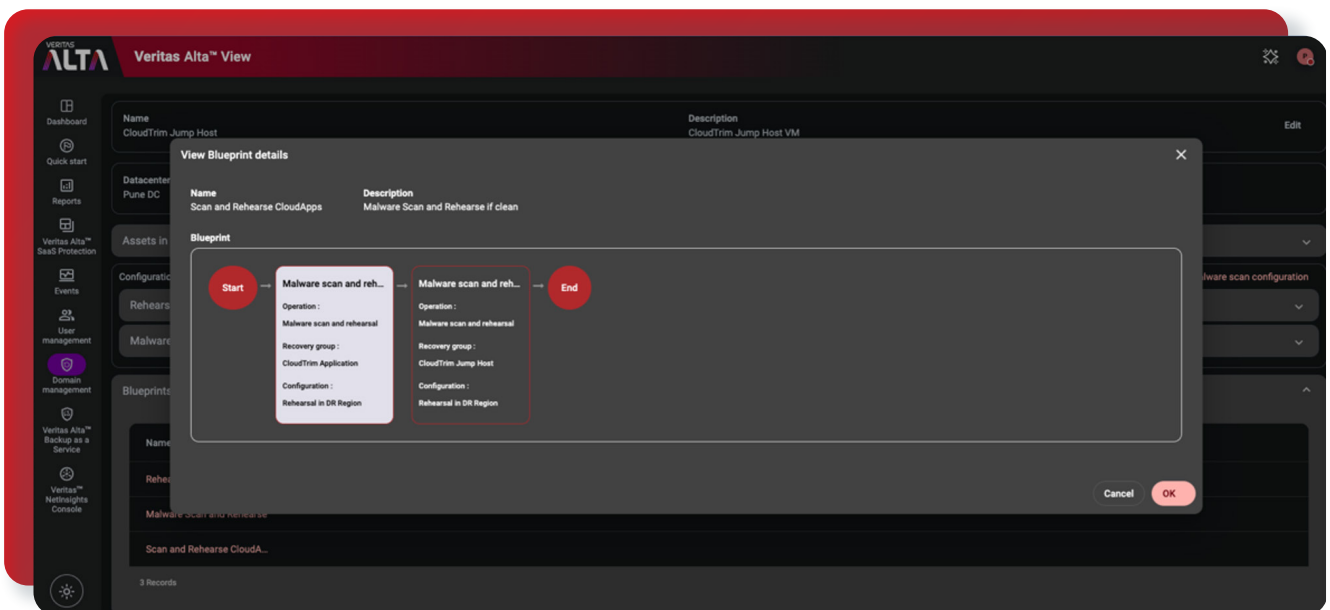 VERITAS
ALTA
Veritas Alta™ View
Dashboard
Quick start
Reports
Veritas Alta™
SaaS Protection
Events
User
management
Domain
management
Veritas Alta™
Backup as a
Service
Veritas™
NetInsights
Console
Name
CloudTrim Jump Host
Description
CloudTrim Jump Host VM
Edit
Datacenter
Pune DC
Assets in
Configuratio
lware scan configuration
Rehears
Malware
Blueprints
Name
Rehea
Malware Scan and Rehearse
Scan and Rehearse CloudA...
3 Records
View Blueprint details
Name
Scan and Rehearse CloudApps
Description
Malware Scan and Rehearse if clean
Blueprint
Start
Malware scan and reh...
Operation :
Malware scan and rehearsal
Recovery group :
CloudTrim Application
Configuration :
Rehearsal in DR Region
Malware scan and reh...
Operation :
Malware scan and rehearsal
Recovery group :
CloudTrim Jump Host
Configuration :
Rehearsal in DR Region
End
Cancel
OK